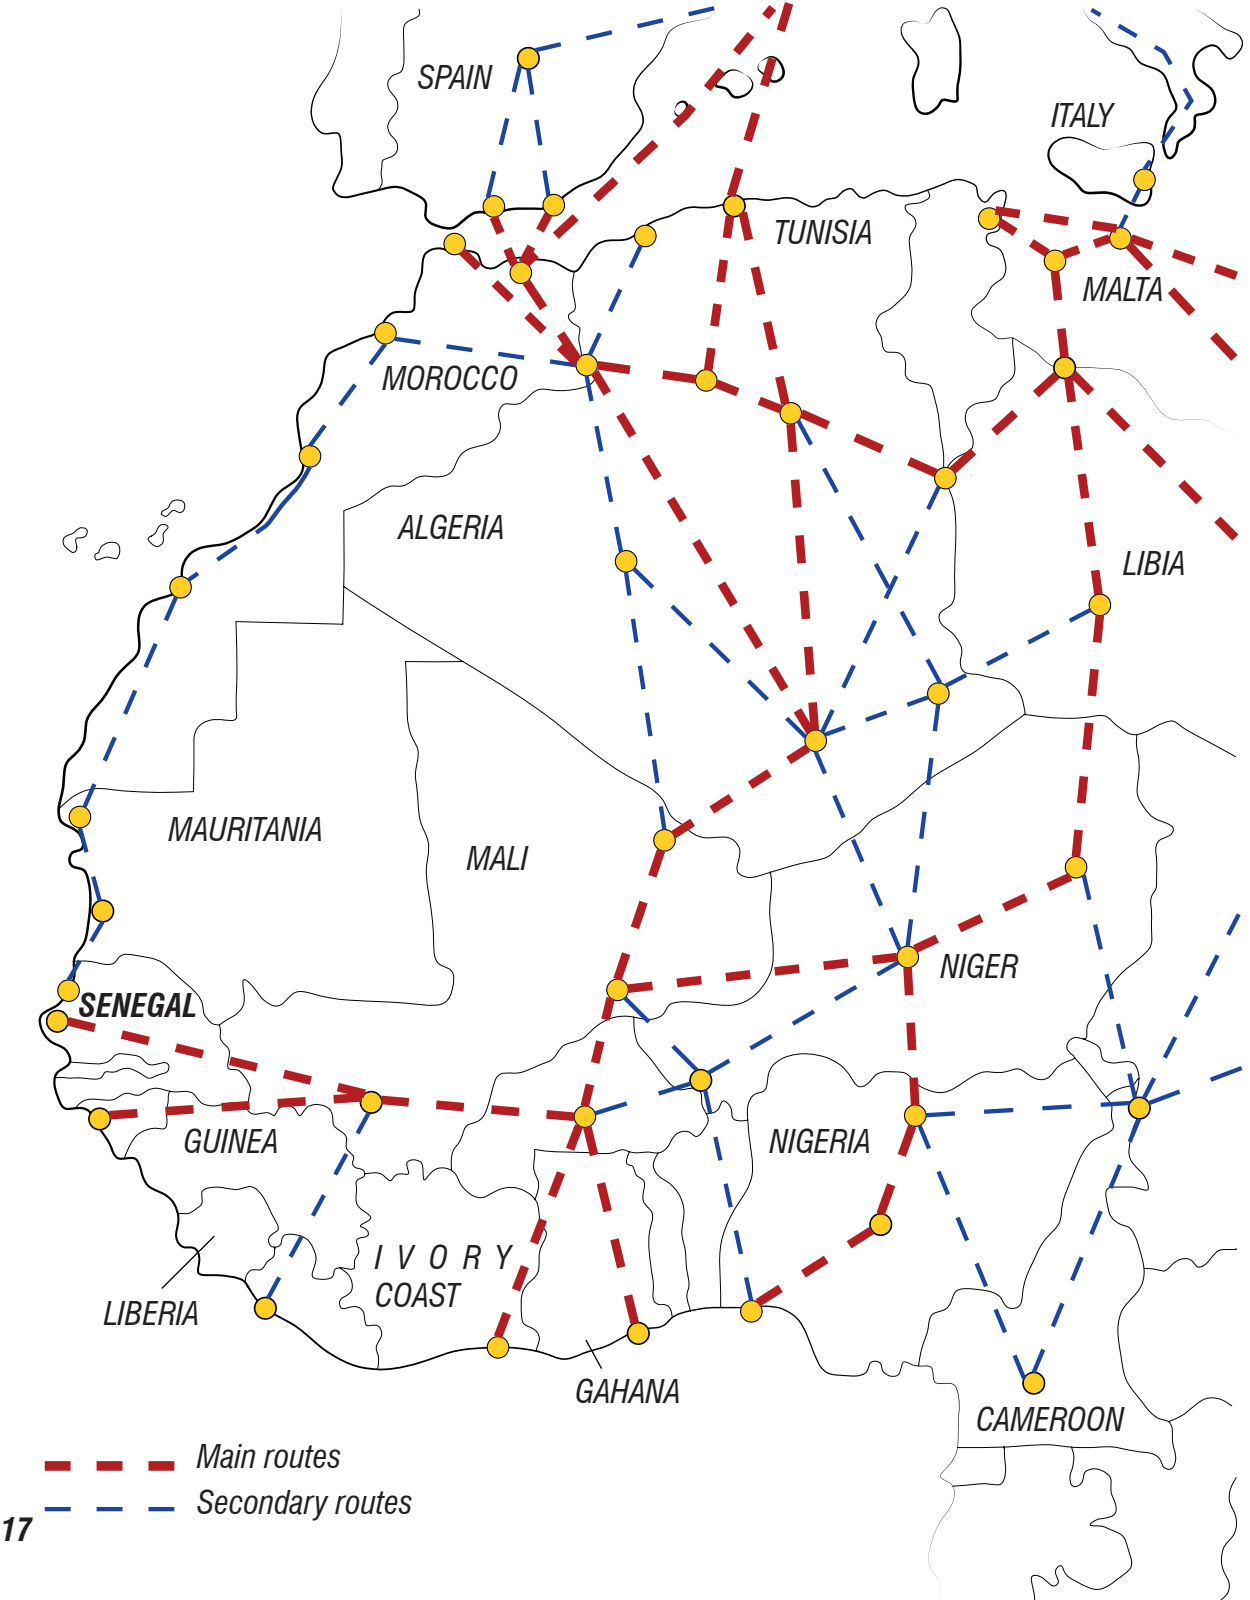 SPAIN
ITALY
TUNISIA
MALTA
MOROCCO
ALGERIA
LIBIA
MAURITANIA
MALI
NIGER
SENEGAL
GUINEA
NIGERIA
IVORY
COAST
LIBERIA
GAHANA
CAMEROON
Main routes
Secondary routes
17